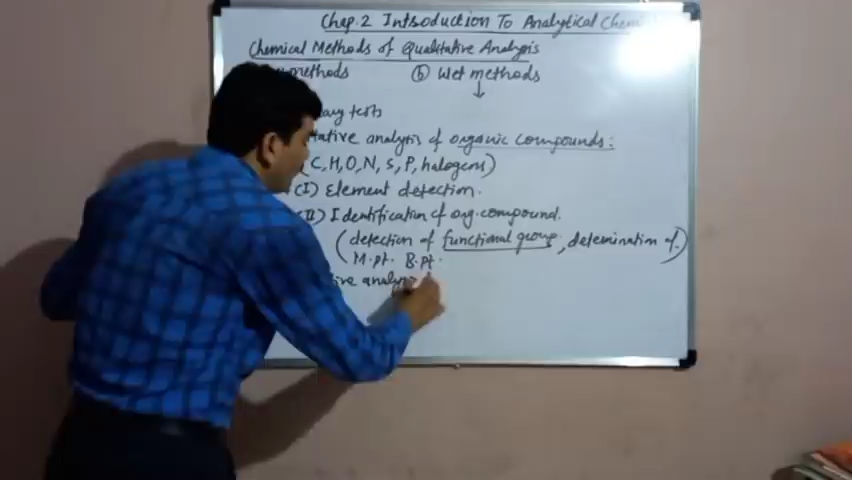 Chap.2 Introduction To Analytical Chem
Chemical Methods of Qualitative Analysis
methods (b) Wet methods
tests
analysis of organic compounds:
(C, H, O, N, S, P, halogens)
(I) Element detection.
(II) Identification of org. compound.
(detection of functional group, determination of)
M.pt. B.pt.